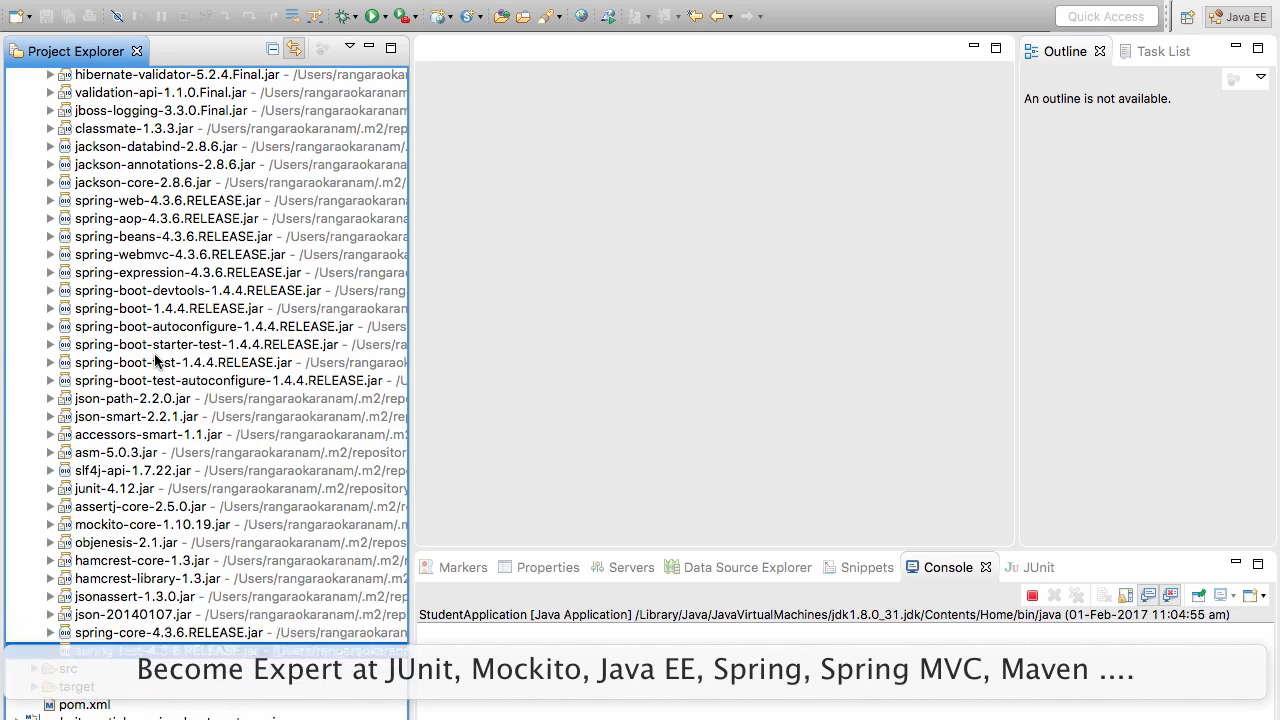 Quick Access
Java EE
Project Explorer
Outline
Task List
An outline is not available.
hibernate-validator-5.2.4.Final.jar - /Users/rangaraokaran
validation-api-1.1.0.Final.jar - /Users/rangaraokaranam/
jboss-logging-3.3.0.Final.jar - /Users/rangaraokaranam/
classmate-1.3.3.jar - /Users/rangaraokaranam/.m2/repo
jackson-databind-2.8.6.jar - /Users/rangaraokaranam/.
jackson-annotations-2.8.6.jar - /Users/rangaraokaranam
jackson-core-2.8.6.jar - /Users/rangaraokaranam/.m2/
spring-web-4.3.6.RELEASE.jar - /Users/rangaraokarana
spring-aop-4.3.6.RELEASE.jar - /Users/rangaraokaranam
spring-beans-4.3.6.RELEASE.jar - /Users/rangaraokara
spring-webmvc-4.3.6.RELEASE.jar - /Users/rangaraoka
spring-expression-4.3.6.RELEASE.jar - /Users/rangarao
spring-boot-devtools-1.4.4.RELEASE.jar - /Users/rang
spring-boot-1.4.4.RELEASE.jar - /Users/rangaraokaran
spring-boot-autoconfigure-1.4.4.RELEASE.jar - /Users
spring-boot-starter-test-1.4.4.RELEASE.jar - /Users/ra
spring-boot-test-1.4.4.RELEASE.jar - /Users/rangaraok
spring-boot-test-autoconfigure-1.4.4.RELEASE.jar - /U
json-path-2.2.0.jar - /Users/rangaraokaranam/.m2/rep
json-smart-2.2.1.jar - /Users/rangaraokaranam/.m2/re
accessors-smart-1.1.jar - /Users/rangaraokaranam/.m2
asm-5.0.3.jar - /Users/rangaraokaranam/.m2/repositor
slf4j-api-1.7.22.jar - /Users/rangaraokaranam/.m2/rep
junit-4.12.jar - /Users/rangaraokaranam/.m2/repository
assertj-core-2.5.0.jar - /Users/rangaraokaranam/.m2/
mockito-core-1.10.19.jar - /Users/rangaraokaranam/.m
objenesis-2.1.jar - /Users/rangaraokaranam/.m2/repos
hamcrest-core-1.3.jar - /Users/rangaraokaranam/.m2/
hamcrest-library-1.3.jar - /Users/rangaraokaranam/.m2
jsonassert-1.3.0.jar - /Users/rangaraokaranam/.m2/re
json-20140107.jar - /Users/rangaraokaranam/.m2/repo
spring-core-4.3.6.RELEASE.jar - /Users/rangaraokaran
src
target
pom.xml
Markers
Properties
Servers
Data Source Explorer
Snippets
Console
JUnit
StudentApplication [Java Application] /Library/Java/JavaVirtualMachines/jdk1.8.0_31.jdk/Contents/Home/bin/java (01-Feb-2017 11:04:55 am)
Become Expert at JUnit, Mockito, Java EE, Spring, Spring MVC, Maven ....